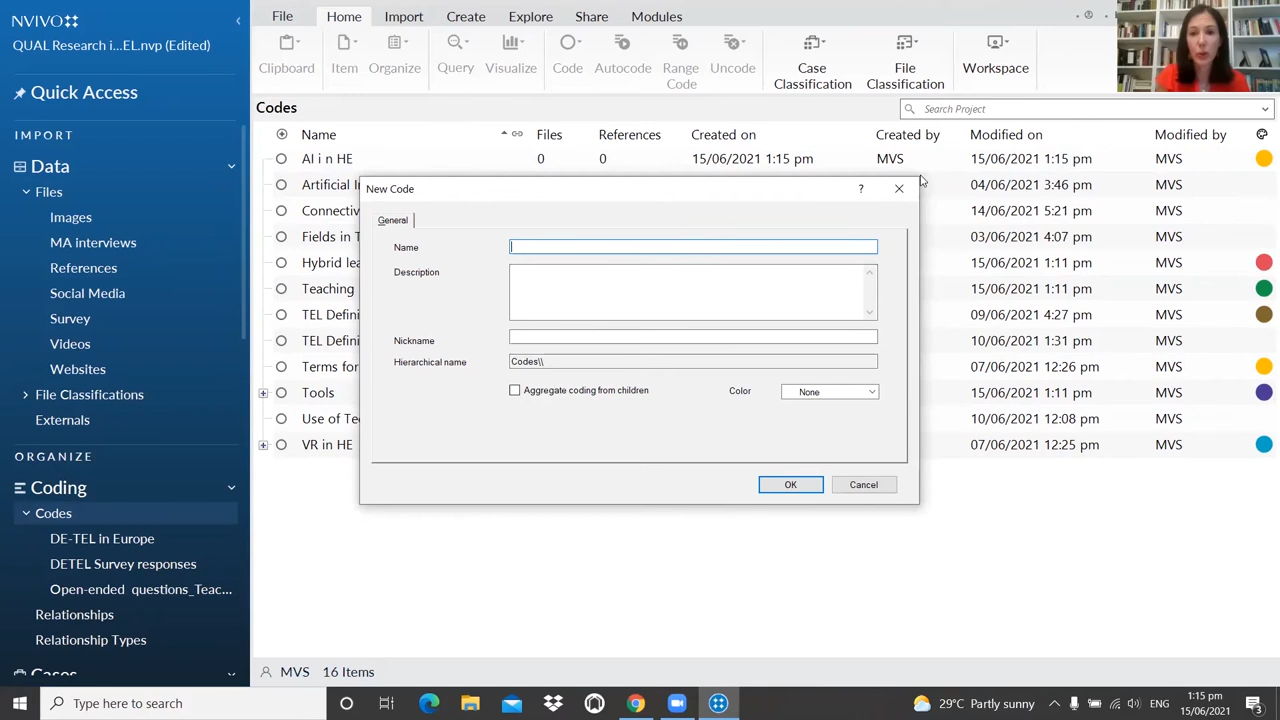 NVIVO
QUAL Research i...EL.nvp (Edited)
Quick Access
IMPORT
Data
Files
Images
MA interviews
References
Social Media
Survey
Videos
Websites
File Classifications
Externals
ORGANIZE
Coding
Codes
DE-TEL in Europe
DETEL Survey responses
Open-ended questions_Teac...
Relationships
Relationship Types
Cases
File Home Import Create Explore Share Modules
Clipboard Item Organize Query Visualize Code Autocode Range Code Uncode Case Classification File Classification Workspace
Codes
Search Project
Name Files References Created on Created by Modified on Modified by
AI i n HE 0 0 15/06/2021 1:15 pm MVS 15/06/2021 1:15 pm MVS
Artificial I 04/06/2021 3:46 pm MVS
Connectiv 14/06/2021 5:21 pm MVS
Fields in T 03/06/2021 4:07 pm MVS
Hybrid lea 15/06/2021 1:11 pm MVS
Teaching 15/06/2021 1:11 pm MVS
TEL Defini 09/06/2021 4:27 pm MVS
TEL Defini 10/06/2021 1:31 pm MVS
Terms for 07/06/2021 12:26 pm MVS
Tools 15/06/2021 1:11 pm MVS
Use of Te 10/06/2021 12:08 pm MVS
VR in HE 07/06/2021 12:25 pm MVS
New Code ?
General
Name
Description
Nickname
Hierarchical name Codes\\
Aggregate coding from children Color None
OK Cancel
MVS 16 Items
Type here to search
29°C Partly sunny ENG 1:15 pm
15/06/2021
3